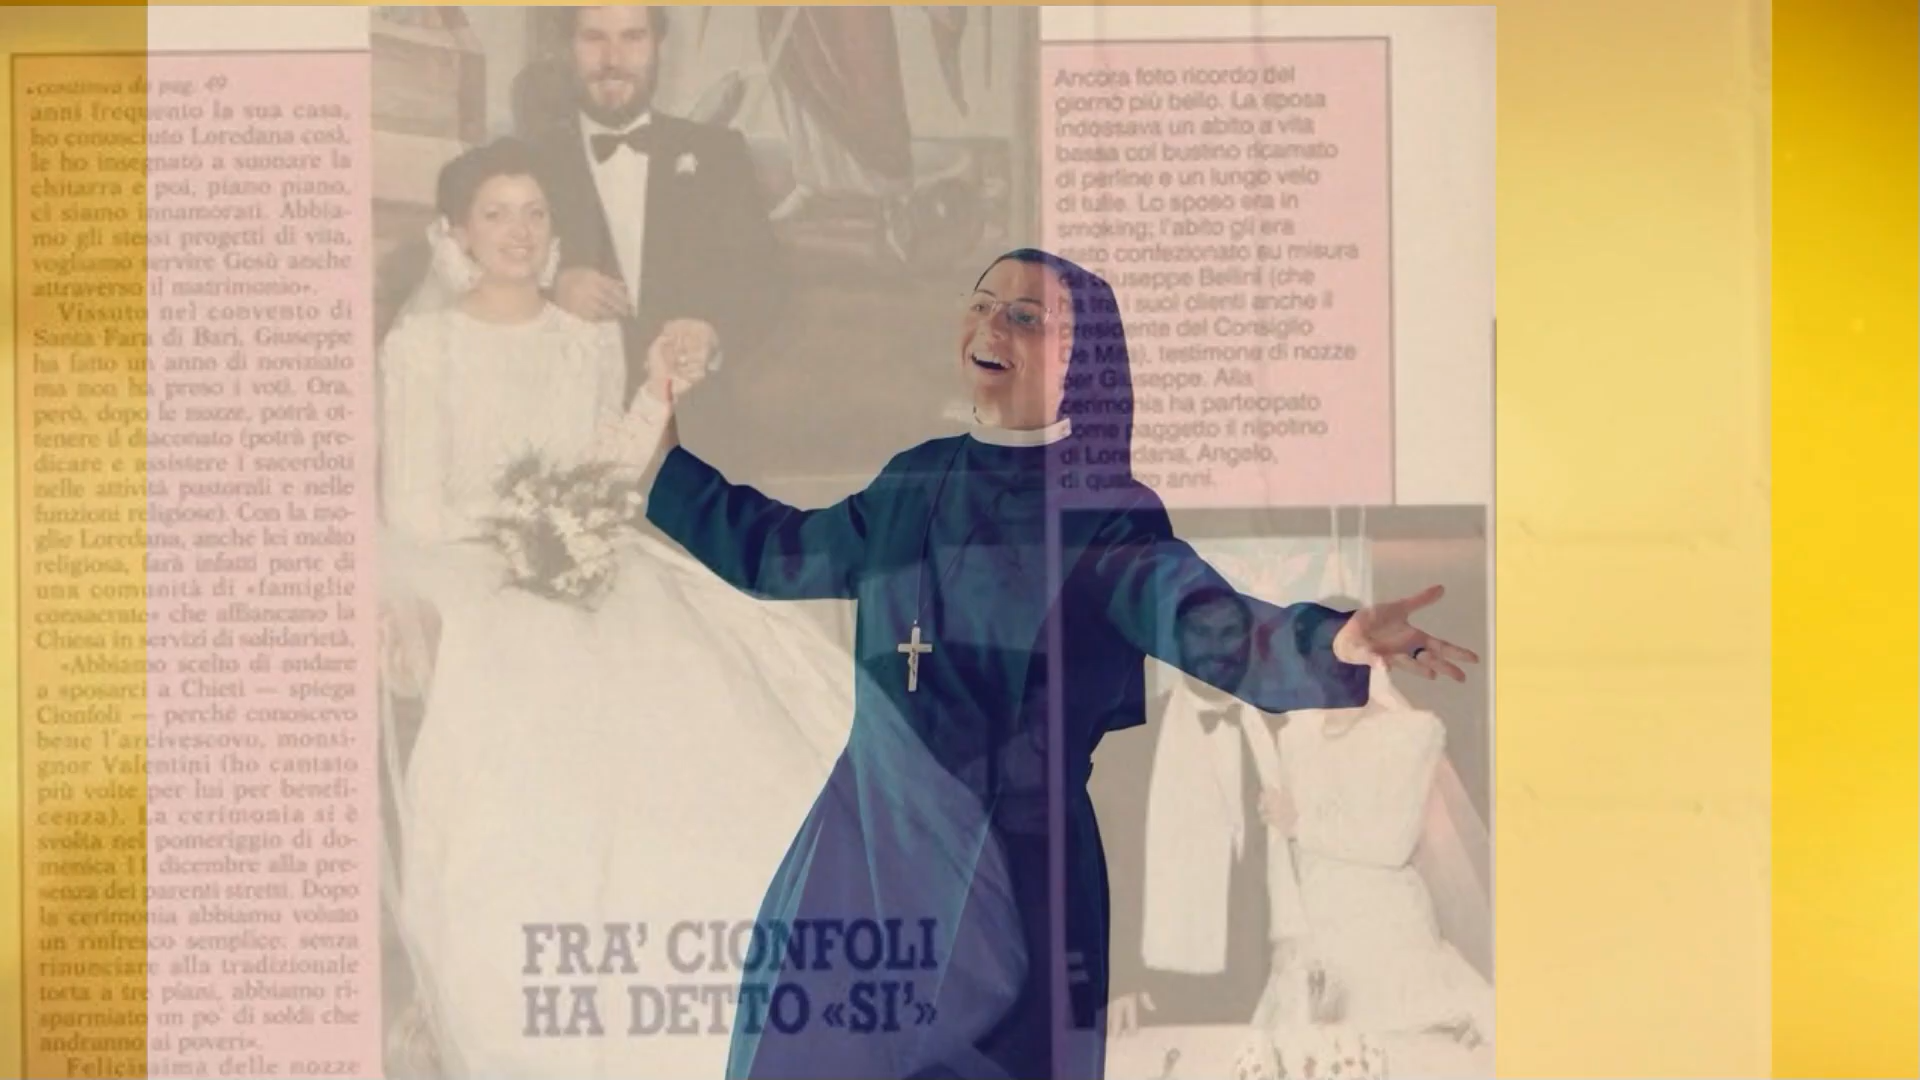 continua da pag. 49
anni frequento la sua casa,
ho conosciuto Loredana così,
le ho insegnato a suonare la
chitarra e poi, piano piano,
ci siamo innamorati. Abbia-
mo gli stessi progetti di vita,
vogliamo servire Gesù anche
attraverso il matrimonio».
Vissuto nel convento di
Santa Fara di Bari, Giuseppe
ha fatto un anno di noviziato
ma non ha preso i voti. Ora,
però, dopo le nozze, potrà ot-
tenere il diaconato (potrà pre-
dicare e assistere i sacerdoti
nelle attività pastorali e nelle
funzioni religiose). Con la mo-
glie Loredana, anche lei molto
religiosa, farà infatti parte di
una comunità di «famiglie
consacrate» che affiancano la
Chiesa in servizi di solidarietà.
«Abbiamo scelto di andare
a sposarci a Chieti — spiega
Cionfoli — perché conoscevo
bene l'arcivescovo, monsi-
gnor Valentini (ho cantato
più volte per lui per benefi-
cenza). La cerimonia si è
svolta nel pomeriggio di do-
menica 11 dicembre alla pre-
senza dei parenti stretti. Dopo
la cerimonia abbiamo voluto
un rinfresco semplice: senza
rinunciare alla tradizionale
torta a tre piani, abbiamo ri-
sparmiato un po' di soldi che
andranno ai poveri».
Felicissima delle nozze
FRA' CIONFOLI
HA DETTO «SI'»
Ancora foto ricordo del
giorno più bello. La sposa
indossava un abito a vita
bassa col bustino ricamato
di perline e un lungo velo
di tulle. Lo sposo era in
smoking; l'abito gli era
stato confezionato su misura
da Giuseppe Bellini (che
ha tra i suoi clienti anche il
presidente del Consiglio
De Mita), testimone di nozze
per Giuseppe. Alla
cerimonia ha partecipato
come paggetto il nipotino
di Loredana, Angelo,
di quattro anni.